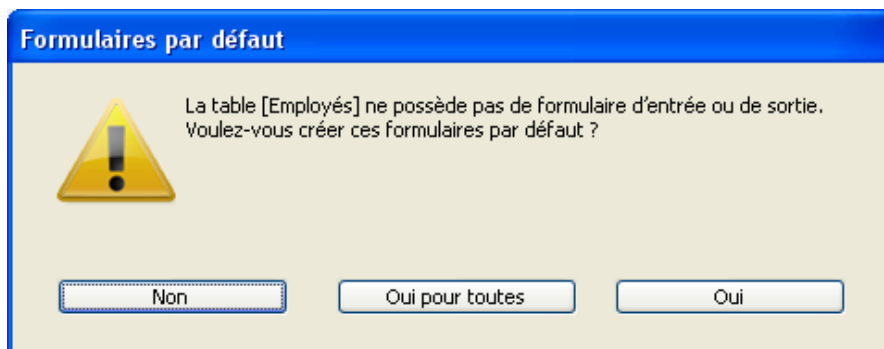 Formulaires par défaut
La table [Employés] ne possède pas de formulaire d'entrée ou de sortie.
Voulez-vous créer ces formulaires par défaut ?
Non
Oui pour toutes
Oui